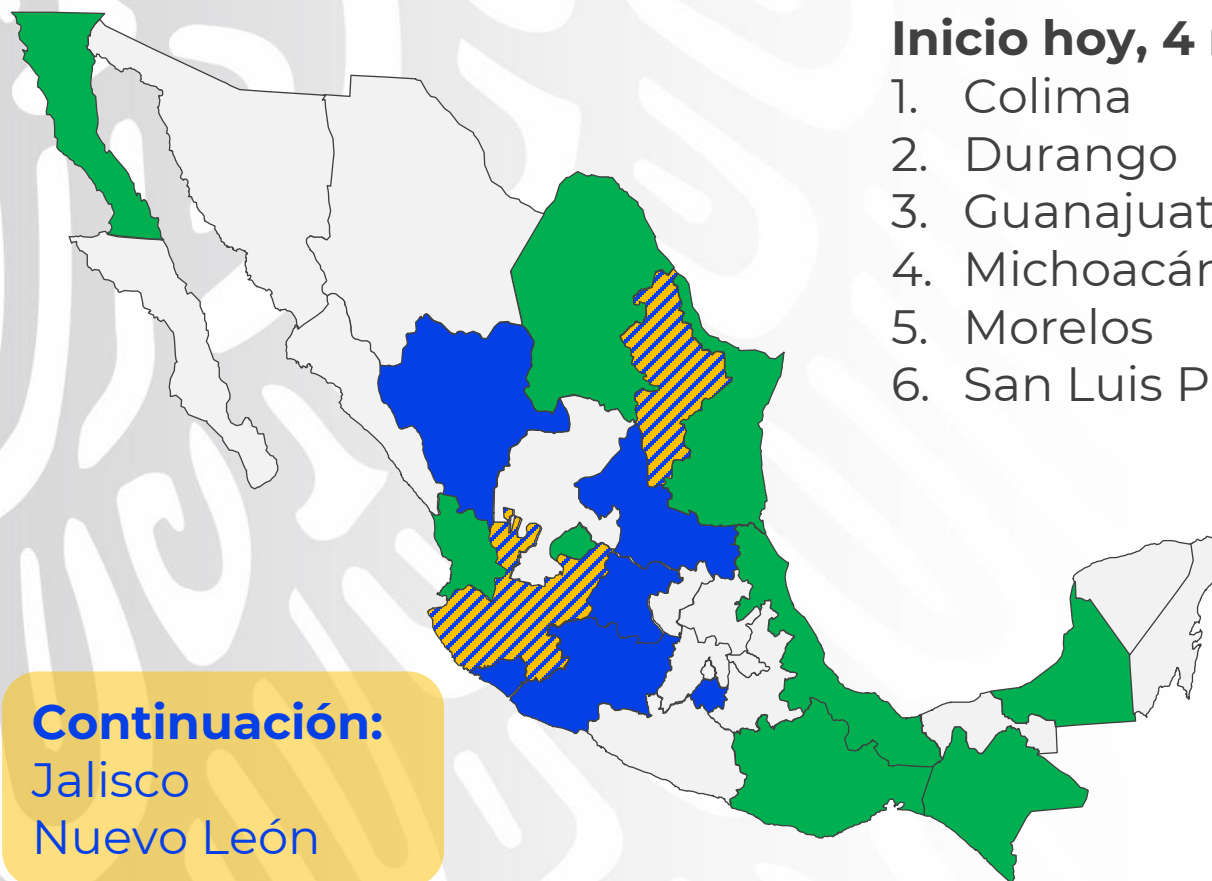 Inicio hoy, 4
1. Colima
2. Durango
3. Guanajuat
4. Michoacán
5. Morelos
6. San Luis P
Continuación:
Jalisco
Nuevo León